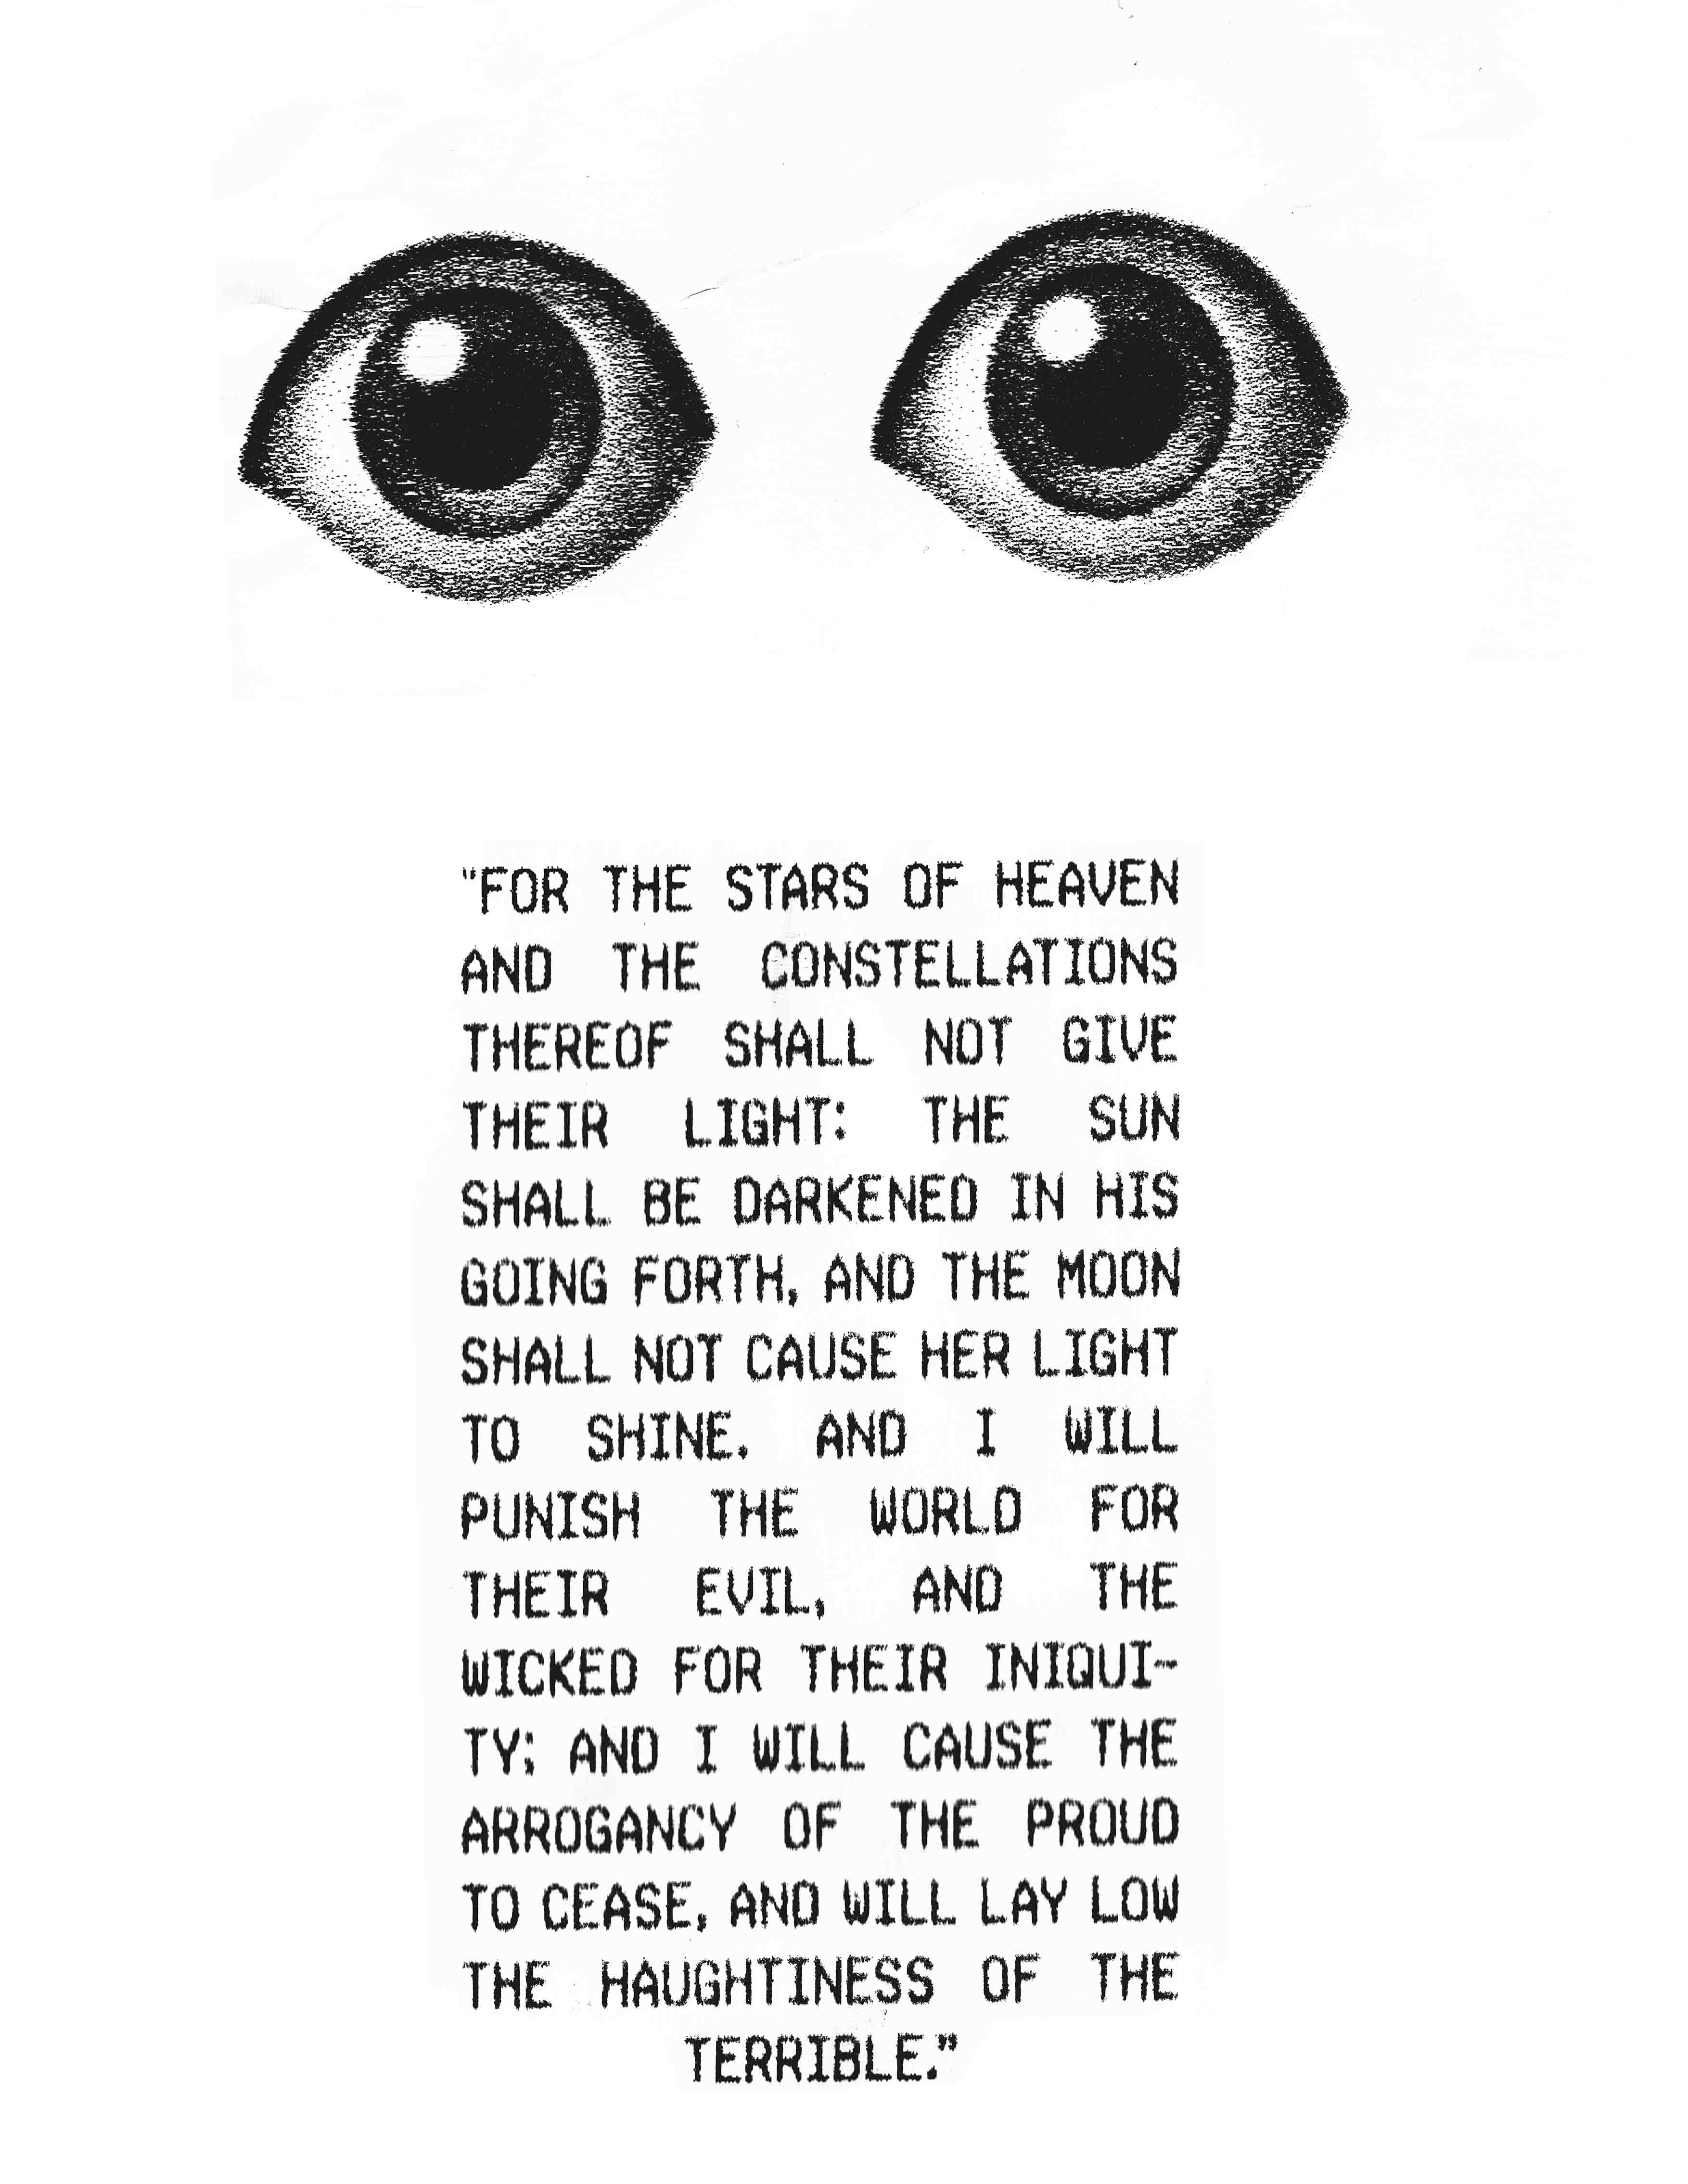 "FOR THE STARS OF HEAVEN
AND THE CONSTELLATIONS
THEREOF SHALL NOT GIVE
THEIR LIGHT: THE SUN
SHALL BE DARKENED IN HIS
GOING FORTH, AND THE MOON
SHALL NOT CAUSE HER LIGHT
TO SHINE. AND I WILL
PUNISH THE WORLD FOR
THEIR EVIL, AND THE
WICKED FOR THEIR INIQUI-
TY; AND I WILL CAUSE THE
ARROGANCY OF THE PROUD
TO CEASE, AND WILL LAY LOW
THE HAUGHTINESS OF THE
TERRIBLE.”